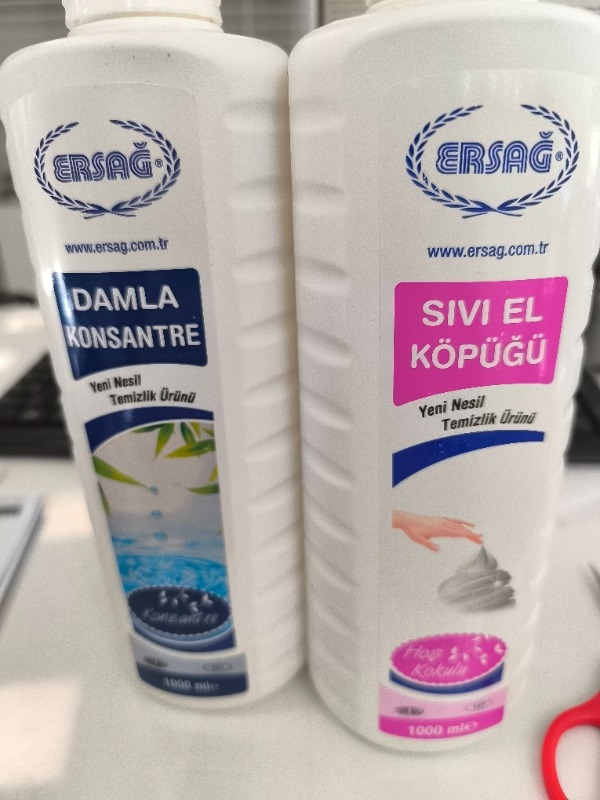 ERSAĞ®
www.ersag.com.tr
DAMLA
KONSANTRE
Yeni Nesil
Temizlik Ürünü
Konsantre
1000 ml℮
ERSAĞ®
www.ersag.com.tr
SIVI EL
KÖPÜĞÜ
Yeni Nesil
Temizlik Ürünü
Hoş
Kokulu
1000 ml℮